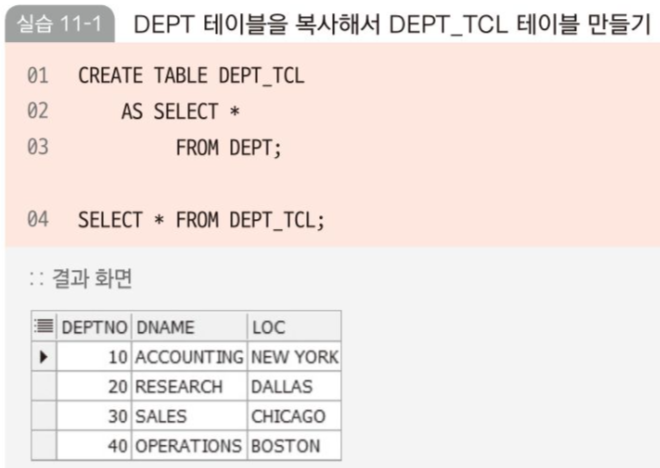 실습 11-1 DEPT 테이블을 복사해서 DEPT_TCL 테이블 만들기
01 CREATE TABLE DEPT_TCL
02 AS SELECT *
03 FROM DEPT;
04 SELECT * FROM DEPT_TCL;
:: 결과 화면
DEPTNO DNAME LOC
10 ACCOUNTING NEW YORK
20 RESEARCH DALLAS
30 SALES CHICAGO
40 OPERATIONS BOSTON